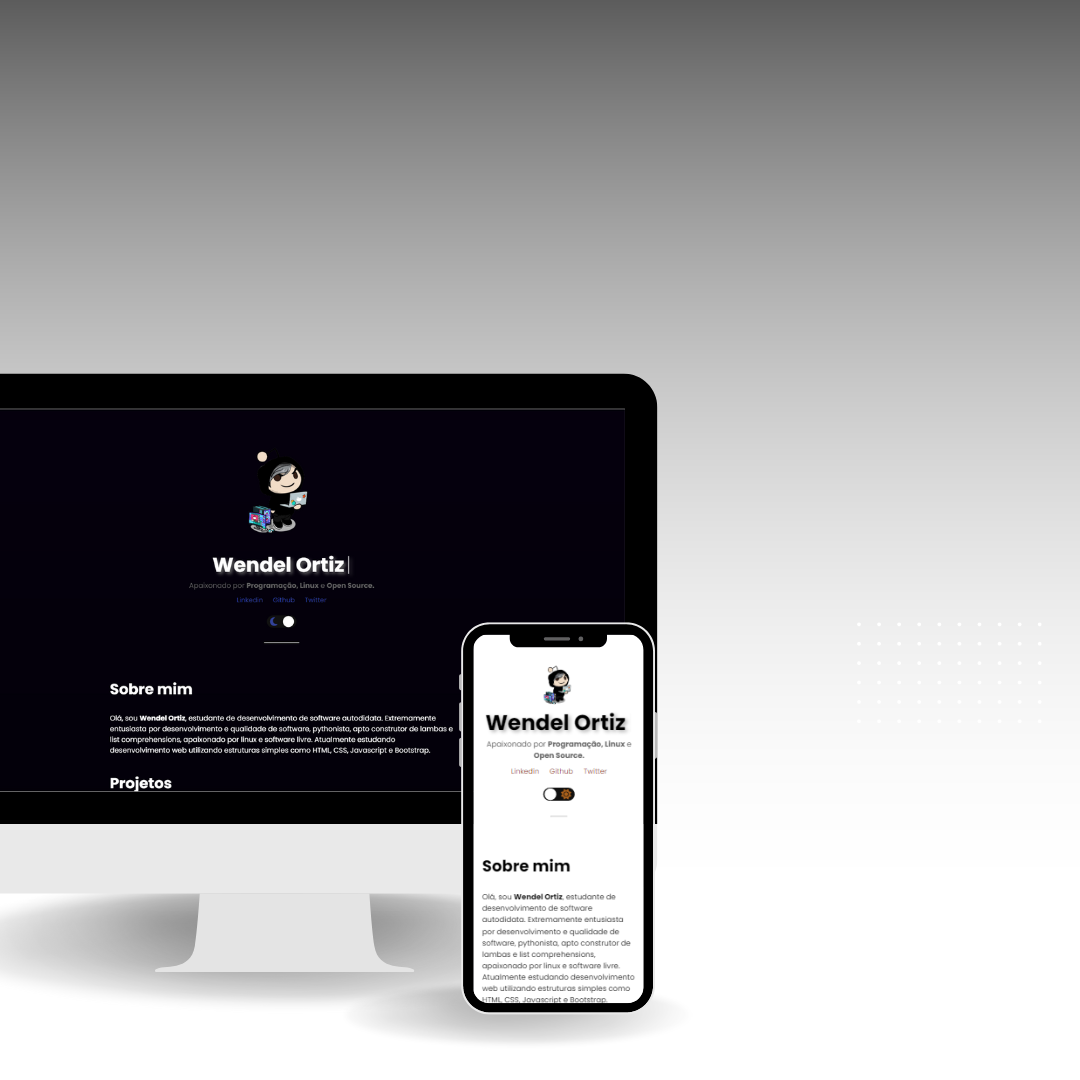 Wendel Ortiz
Apaixonado por Programação, Linux e Open Source.
Linkedin Github Twitter
Sobre mim
Olá, sou Wendel Ortiz, estudante de desenvolvimento de software autodidata. Extremamente
entusiasta por desenvolvimento e qualidade de software, pythonista, apto construtor de lambas e
list comprehensions, apaixonado por linux e software livre. Atualmente estudando
desenvolvimento web utilizando estruturas simples como HTML, CSS, Javascript e Bootstrap.
Projetos
Wendel Ortiz
Apaixonado por Programação, Linux e
Open Source.
Linkedin Github Twitter
Sobre mim
Olá, sou Wendel Ortiz, estudante de
desenvolvimento de software
autodidata. Extremamente entusiasta
por desenvolvimento e qualidade de
software, pythonista, apto construtor de
lambas e list comprehensions,
apaixonado por linux e software livre.
Atualmente estudando desenvolvimento
web utilizando estruturas simples como
HTML, CSS, Javascript e Bootstrap.